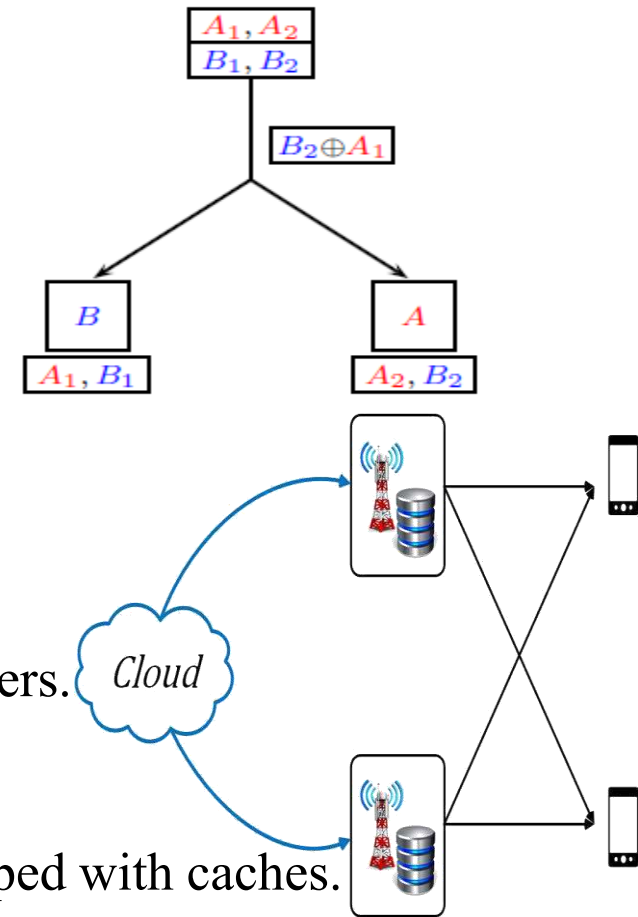 A₁, A₂
B₁, B₂
B₂⊕A₁
B
A
A₁, B₁
A₂, B₂
Cloud
ers.
ped with caches.